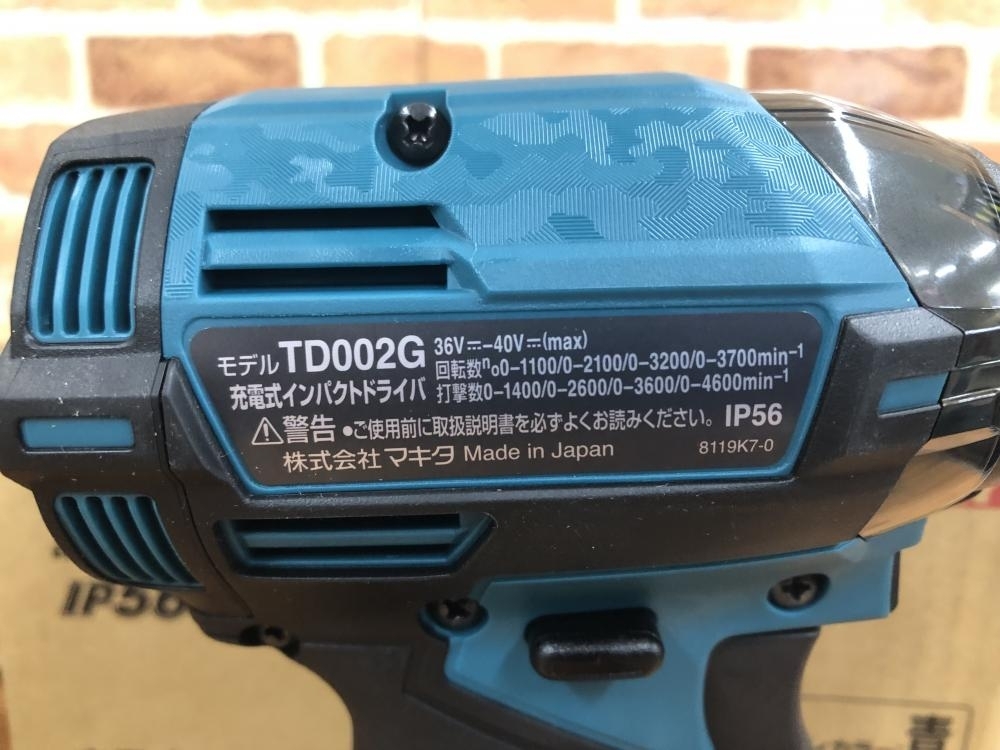 モデル TD002G 36V⎓-40V⎓(max)
回転数n₀0-1100/0-2100/0-3200/0-3700min⁻¹
充電式インパクトドライバ 打撃数0-1400/0-2600/0-3600/0-4600min⁻¹
⚠警告 ●ご使用前に取扱説明書を必ずよくお読みください。 IP56
株式会社 マキタ Made in Japan 8119K7-0
IP56
青